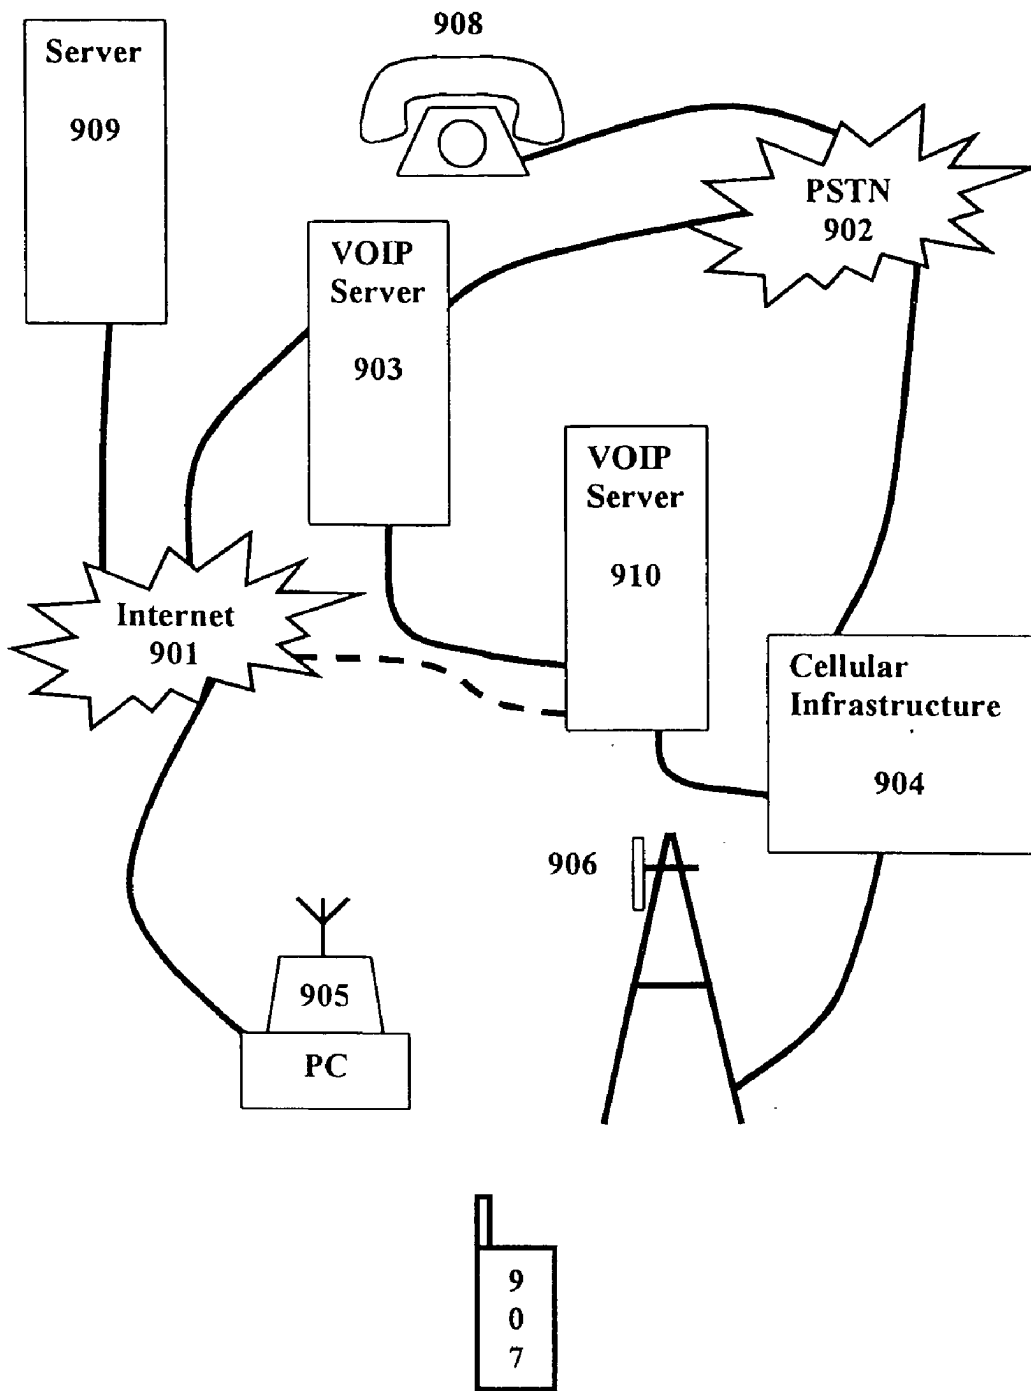 908
Server
909
PSTN
902
VOIP
Server
903
VOIP
Server
910
Internet
901
Cellular
Infrastructure
904
906
905
PC
9
0
7